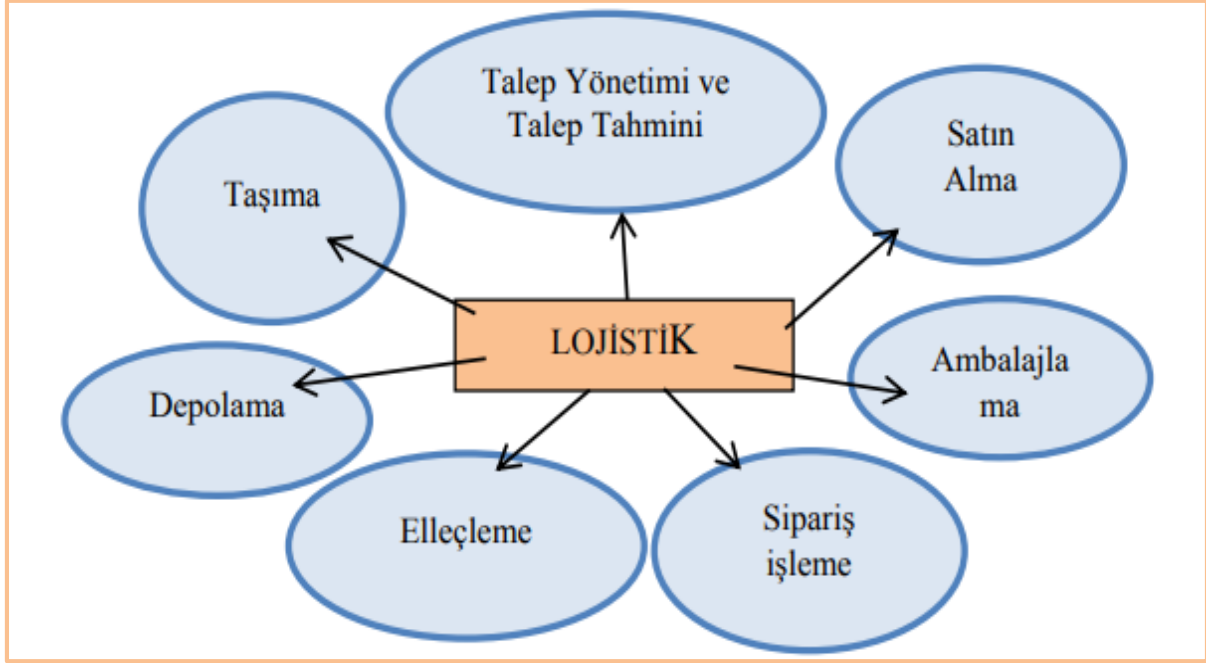 Talep Yönetimi ve
Talep Tahmini
Satın
Alma
Taşıma
LOJİSTİK
Ambalajla
ma
Depolama
Elleçleme
Sipariş
işleme